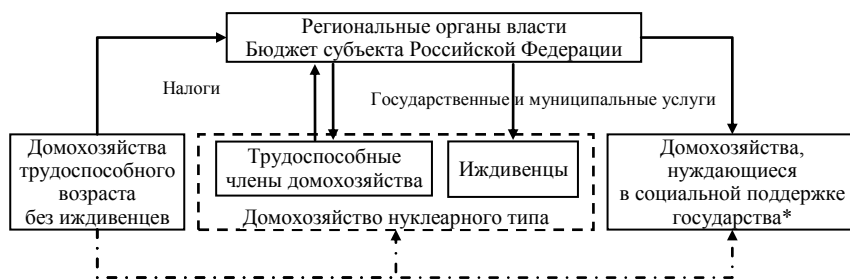 Региональные органы власти
Бюджет субъекта Российской Федерации
Налоги
Государственные и муниципальные услуги
Домохозяйства
трудоспособного
возраста
без иждивенцев
Трудоспособные
члены домохозяйства
Иждивенцы
Домохозяйство нуклеарного типа
Домохозяйства,
нуждающиеся
в социальной поддержке
государства*